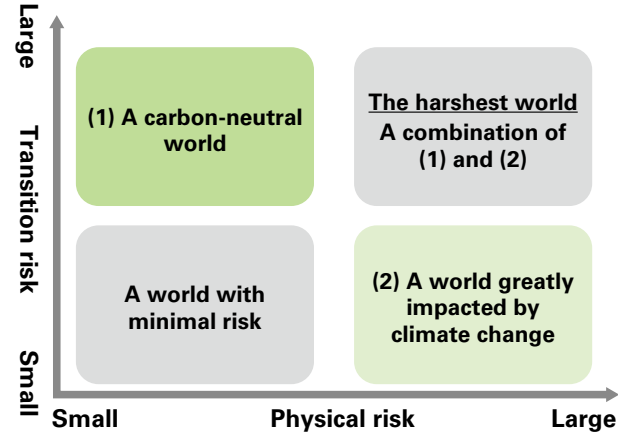 Large
Transition risk
Small
(1) A carbon-neutral
world
The harshest world
A combination of
(1) and (2)
A world with
minimal risk
(2) A world greatly
impacted by
climate change
Small
Physical risk
Large